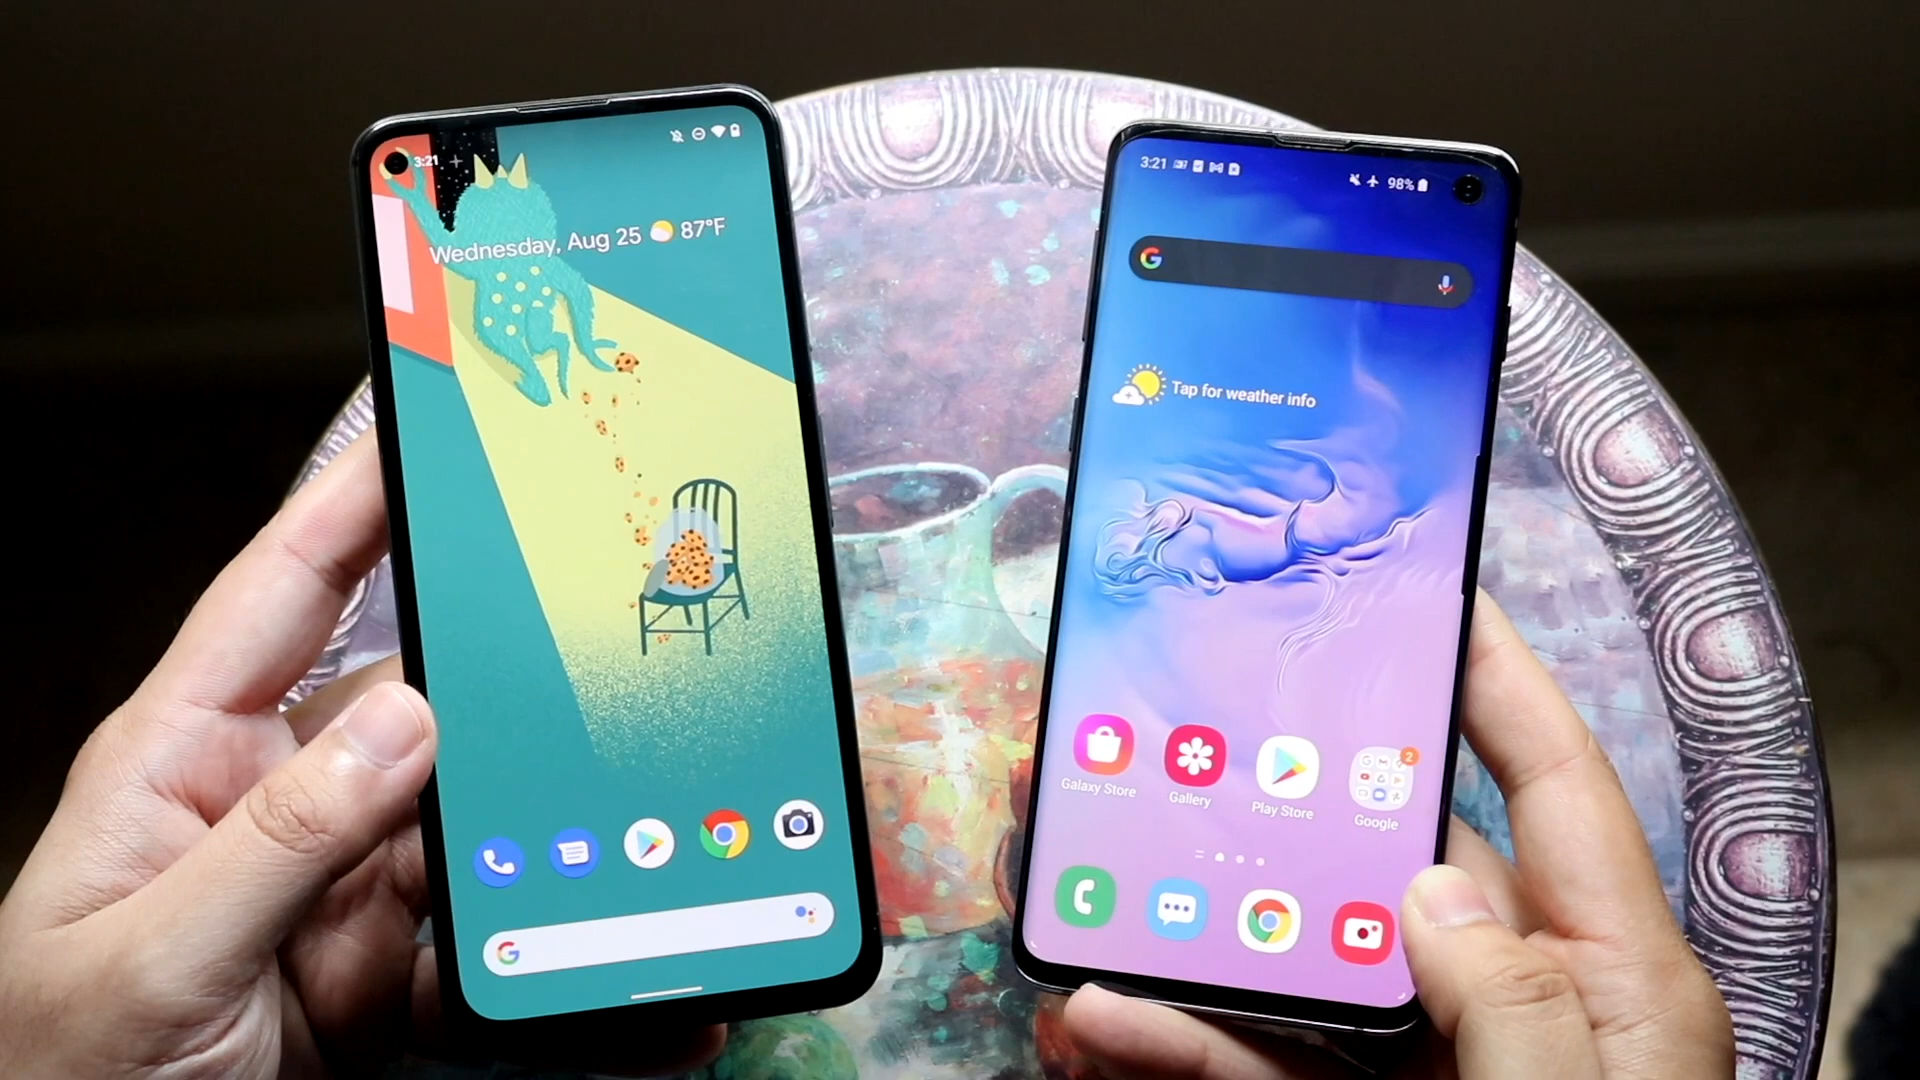 3:21
Wednesday, Aug 25 87°F
3:21
98%
Tap for weather info
Galaxy Store
Gallery
Play Store
2
Google